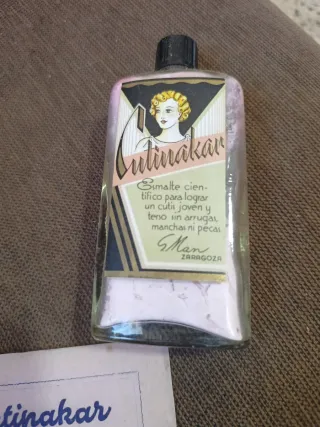 Cutinakar
Esmalte cien-
tífico para lograr
un cutis joven y
terso sin arrugas,
manchas ni pecas
G Man
ZARAGOZA
utinakar